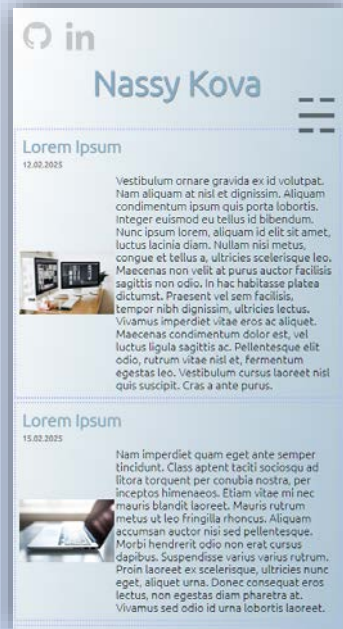 in
Nassy Kova
Lorem Ipsum
12.02.2025
Vestibulum ornare gravida ex id volutpat.
Nam aliquam at nisl et dignissim. Aliquam
condimentum ipsum quis porta lobortis.
Integer euismod eu tellus id bibendum.
Nunc ipsum lorem, aliquam id elit sit amet,
luctus lacinia diam. Nullam nisi metus,
congue et tellus a, ultricies scelerisque leo.
Maecenas non velit at purus auctor facilisis
sagittis non odio. In hac habitasse platea
dictumst. Praesent vel sem facilisis,
tempor nibh dignissim, ultricies lectus.
Vivamus imperdiet vitae eros ac aliquet.
Maecenas condimentum dolor est, vel
luctus ligula sagittis ac. Pellentesque elit
odio, rutrum vitae nisl et, fermentum
egestas leo. Vestibulum cursus laoreet nisl
quis suscipit. Cras a ante purus.
Lorem Ipsum
15.02.2025
Nam imperdiet quam eget ante semper
tincidunt. Class aptent taciti sociosqu ad
litora torquent per conubia nostra, per
inceptos himenaeos. Etiam vitae mi nec
mauris blandit laoreet. Mauris rutrum
metus ut leo fringilla rhoncus. Aliquam
accumsan auctor nisi sed pellentesque.
Morbi hendrerit odio non erat cursus
dapibus. Suspendisse varius varius rutrum.
Proin laoreet ex scelerisque, ultricies nunc
eget, aliquet urna. Donec consequat eros
lectus, non egestas diam pharetra at.
Vivamus sed odio id urna lobortis laoreet.